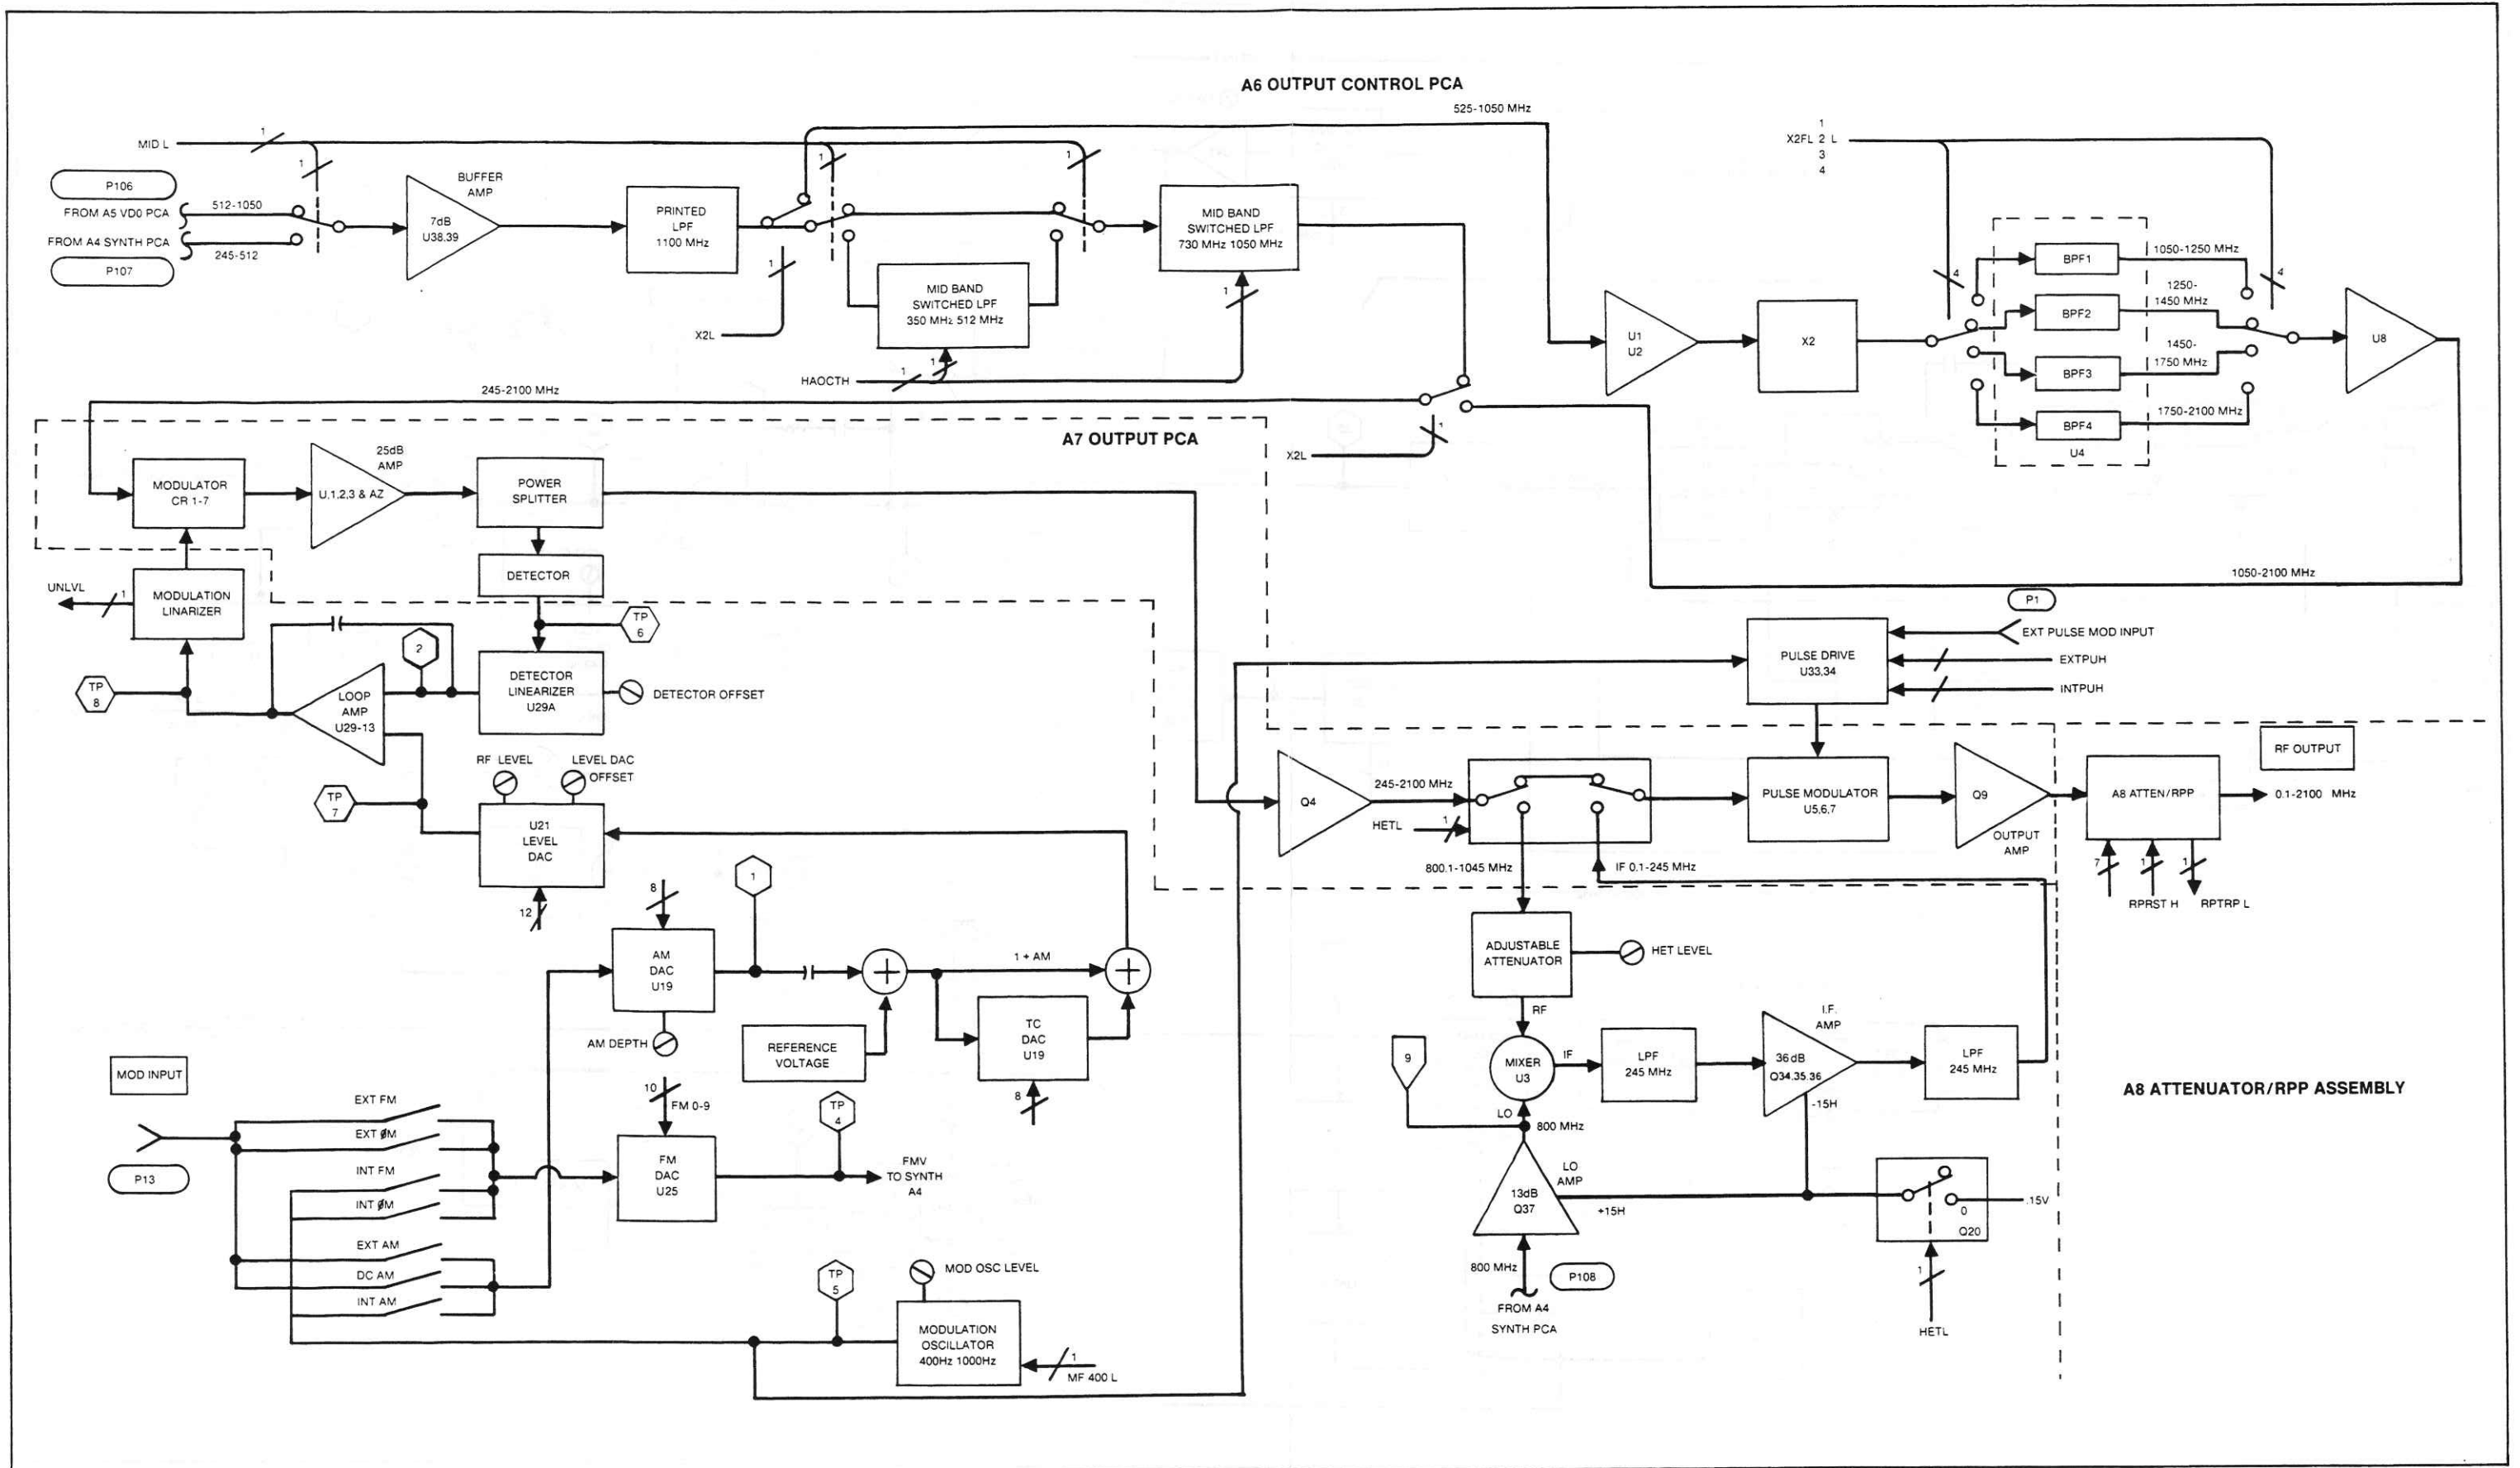 A6 OUTPUT CONTROL PCA
525-1050 MHz
MID L
1
1
1
1
P106
FROM A5 VD0 PCA
512-1050
FROM A4 SYNTH PCA
245-512
P107
BUFFER
AMP
7dB
U38,39
PRINTED
LPF
1100 MHz
1
X2L
MID BAND
SWITCHED LPF
350 MHz 512 MHz
1
HAOCTH
1
MID BAND
SWITCHED LPF
730 MHz 1050 MHz
1
1
X2FL 2 L
3
4
U1
U2
X2
4
BPF1
BPF2
BPF3
BPF4
U4
1050-1250 MHz
1250-
1450 MHz
1450-
1750 MHz
1750-2100 MHz
4
U8
245-2100 MHz
1
X2L
1050-2100 MHz
A7 OUTPUT PCA
MODULATOR
CR 1-7
25dB
AMP
U,1,2,3 & AZ
POWER
SPLITTER
DETECTOR
UNLVL
1
MODULATION
LINARIZER
TP
6
2
DETECTOR
LINEARIZER
U29A
DETECTOR OFFSET
TP
8
LOOP
AMP
U29-13
RF LEVEL
LEVEL DAC
OFFSET
TP
7
U21
LEVEL
DAC
12
P1
PULSE DRIVE
U33,34
EXT PULSE MOD INPUT
EXTPUH
INTPUH
RF OUTPUT
Q4
245-2100 MHz
HETL
1
PULSE MODULATOR
U5,6,7
Q9
OUTPUT
AMP
A8 ATTEN/RPP
0.1-2100 MHz
7
1
1
RPRST H
RPTRP L
800.1-1045 MHz
IF 0.1-245 MHz
8
AM
DAC
U19
AM DEPTH
1
REFERENCE
VOLTAGE
1 + AM
TC
DAC
U19
8
ADJUSTABLE
ATTENUATOR
HET LEVEL
RF
9
MIXER
U3
IF
LPF
245 MHz
I.F.
AMP
36dB
Q34.35.36
LPF
245 MHz
-15H
LO
800 MHz
A8 ATTENUATOR/RPP ASSEMBLY
MOD INPUT
P13
EXT FM
EXT ØM
INT FM
INT ØM
EXT AM
DC AM
INT AM
10
FM 0-9
FM
DAC
U25
TP
4
FMV
TO SYNTH
A4
LO
AMP
13dB
Q37
+15H
.15V
0
Q20
1
HETL
800 MHz
P108
FROM A4
SYNTH PCA
TP
5
MOD OSC LEVEL
MODULATION
OSCILLATOR
400Hz 1000Hz
1
MF 400 L